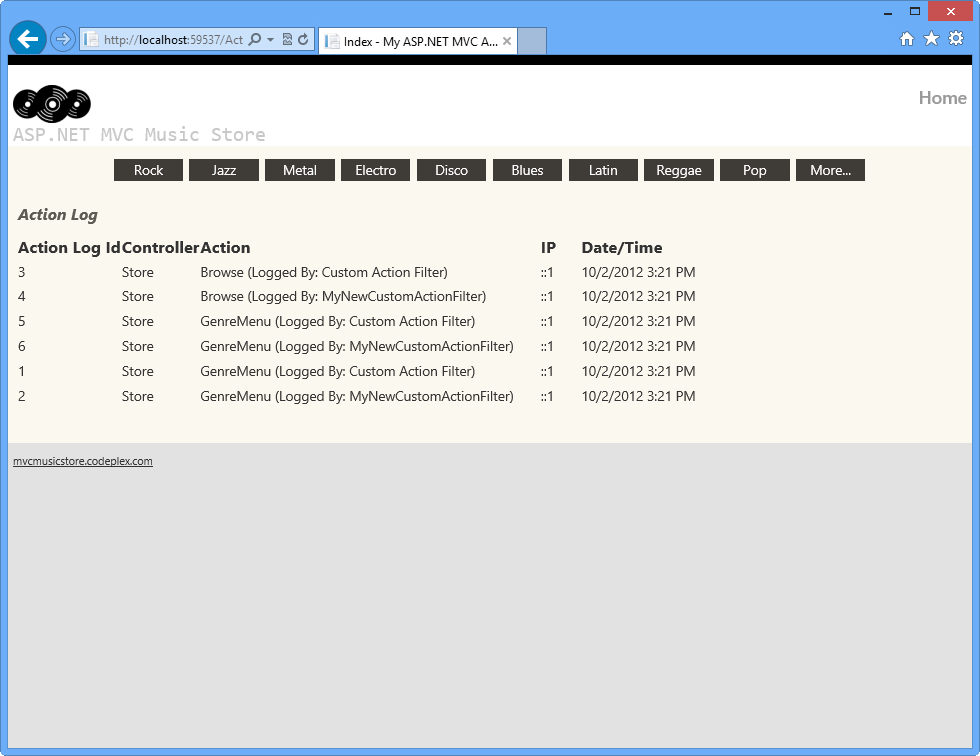 http://localhost:59537/Act
Index - My ASP.NET MVC A...
Home
ASP.NET MVC Music Store
Rock Jazz Metal Electro Disco Blues Latin Reggae Pop More...
Action Log
Action Log Id Controller Action IP Date/Time
3 Store Browse (Logged By: Custom Action Filter) ::1 10/2/2012 3:21 PM
4 Store Browse (Logged By: MyNewCustomActionFilter) ::1 10/2/2012 3:21 PM
5 Store GenreMenu (Logged By: Custom Action Filter) ::1 10/2/2012 3:21 PM
6 Store GenreMenu (Logged By: MyNewCustomActionFilter) ::1 10/2/2012 3:21 PM
1 Store GenreMenu (Logged By: Custom Action Filter) ::1 10/2/2012 3:21 PM
2 Store GenreMenu (Logged By: MyNewCustomActionFilter) ::1 10/2/2012 3:21 PM
mvcmusicstore.codeplex.com